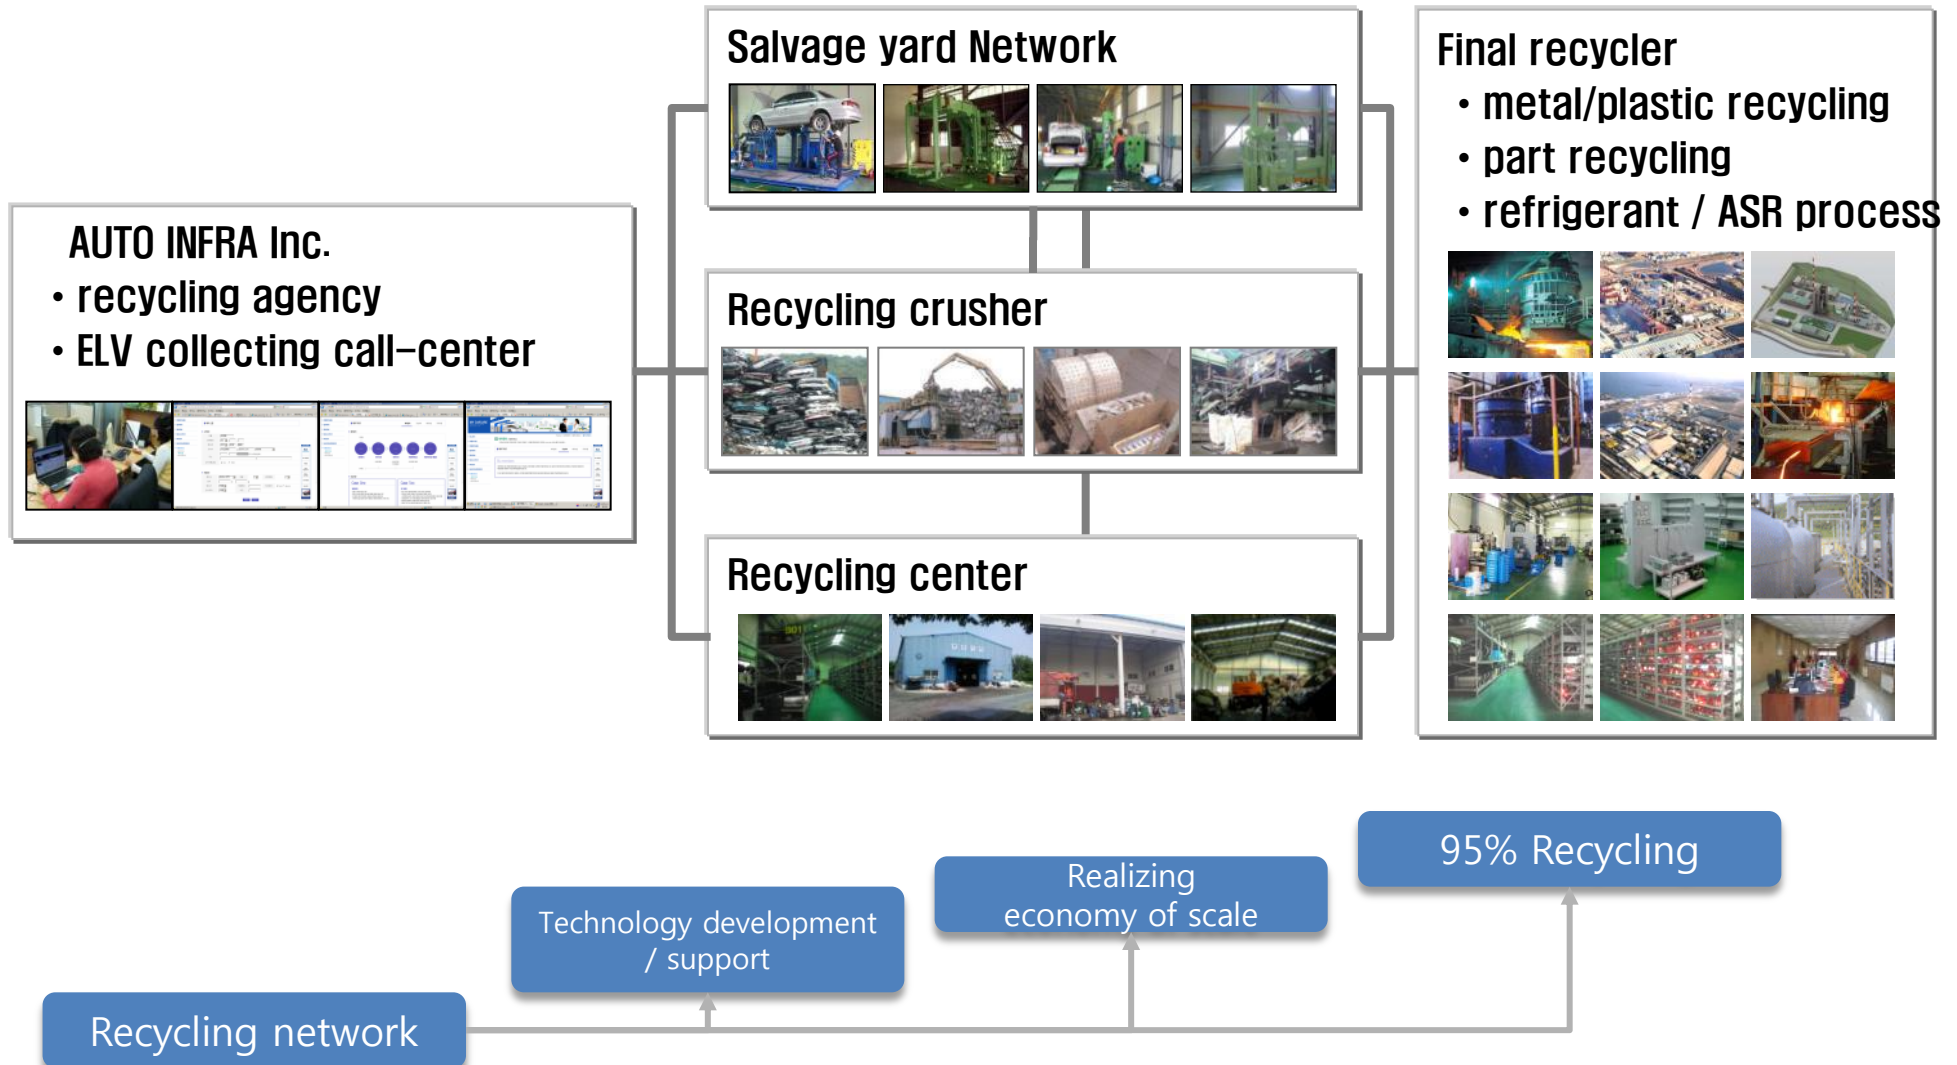 Salvage yard Network
Final recycler
• metal/plastic recycling
• part recycling
• refrigerant / ASR process
AUTO INFRA Inc.
• recycling agency
• ELV collecting call-center
Recycling crusher
Recycling center
95% Recycling
Realizing
economy of scale
Technology development
/ support
Recycling network